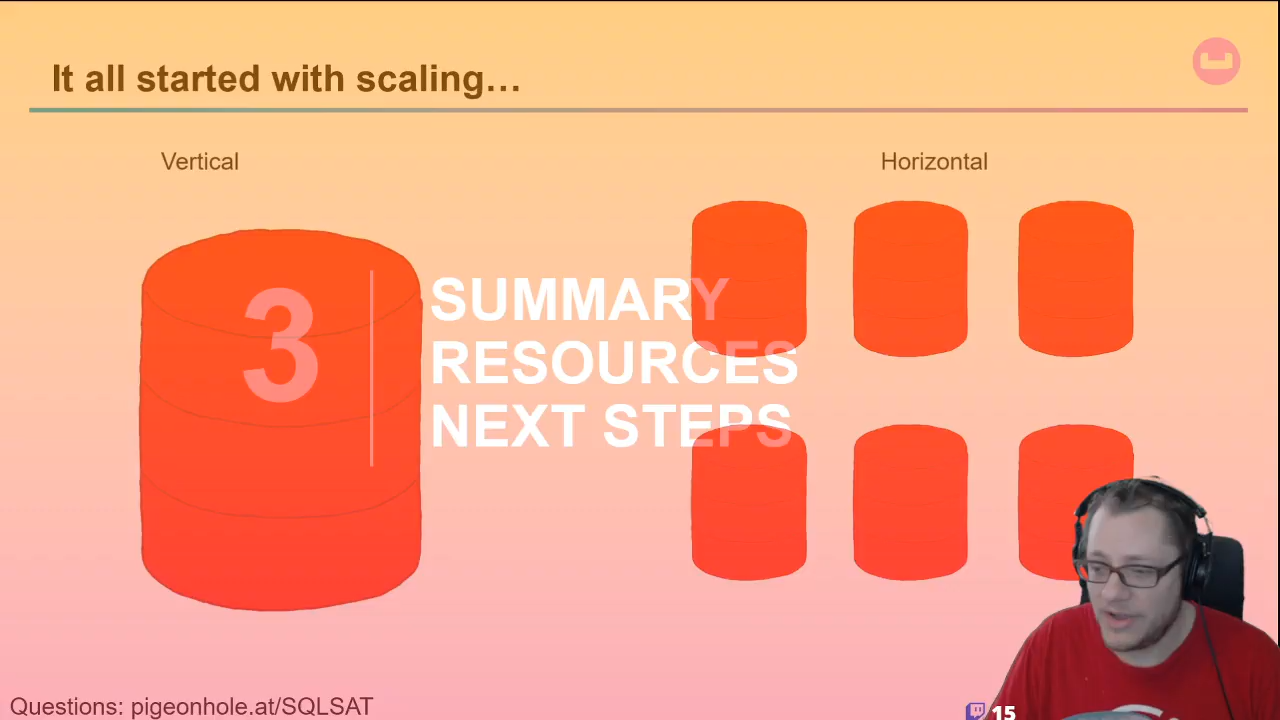 It all started with scaling…
Vertical
Horizontal
3
SUMMARY
RESOURCES
NEXT STEPS
Questions: pigeonhole.at/SQLSAT
15